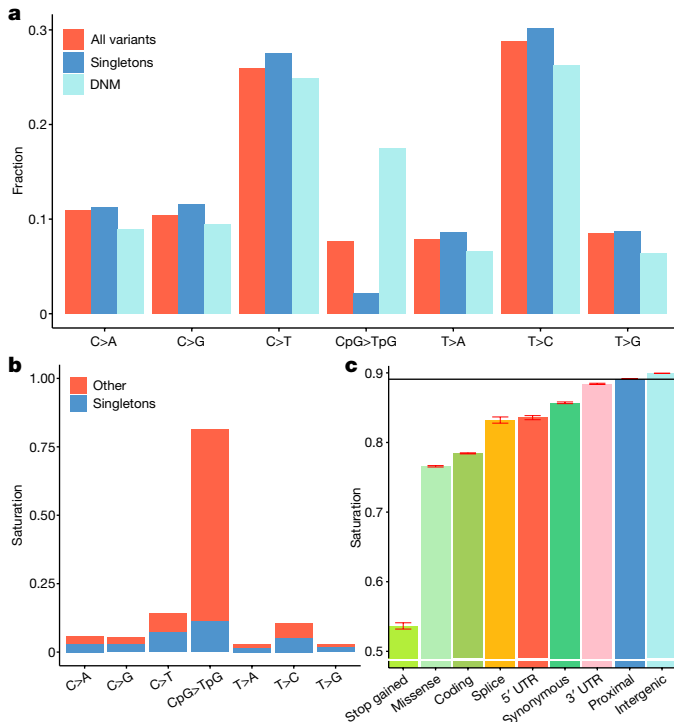 a
All variants
Singletons
DNM
Fraction
0.3
0.2
0.1
0
C>A
C>G
C>T
CpG>TpG
T>A
T>C
T>G
b
Other
Singletons
Saturation
1.00
0.75
0.50
0.25
0
C>A
C>G
C>T
CpG>TpG
T>A
T>C
T>G
c
Saturation
0.9
0.8
0.6
0.5
Stop gained
Missense
Coding
Splice
5′ UTR
Synonymous
3′ UTR
Proximal
Intergenic